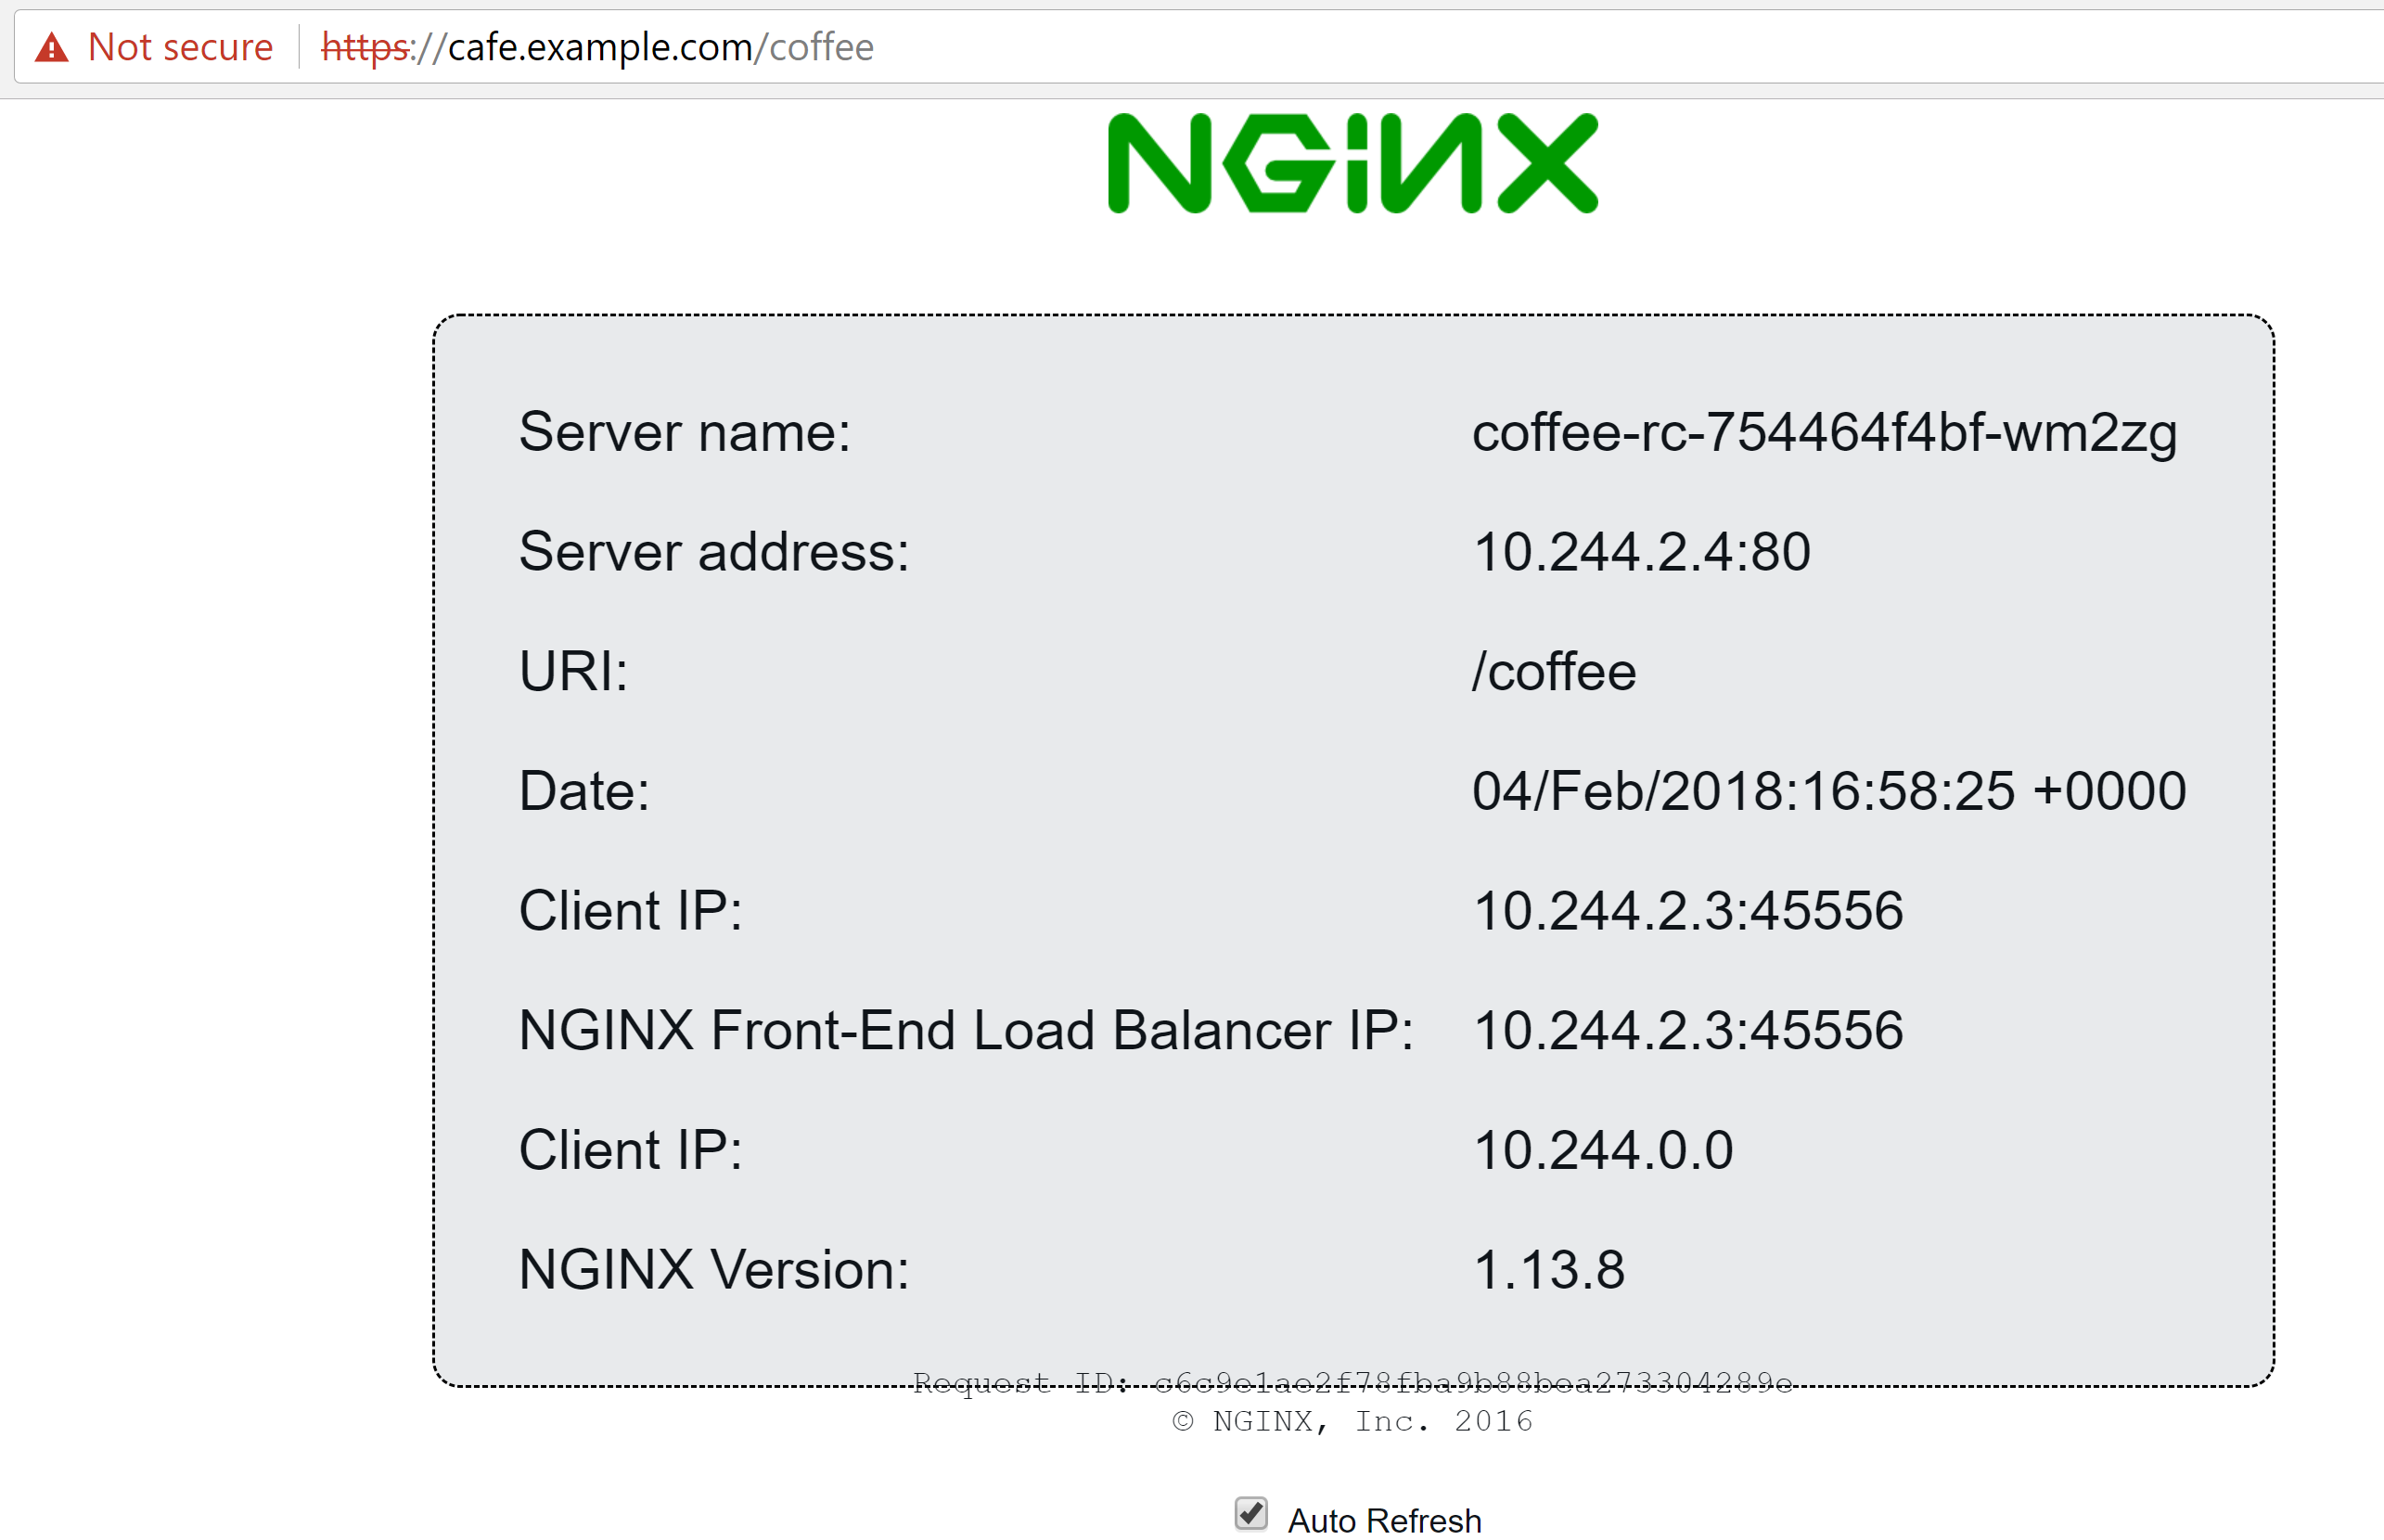 Not secure https://cafe.example.com/coffee
NGINX
Server name: coffee-rc-754464f4bf-wm2zg
Server address: 10.244.2.4:80
URI: /coffee
Date: 04/Feb/2018:16:58:25 +0000
Client IP: 10.244.2.3:45556
NGINX Front-End Load Balancer IP: 10.244.2.3:45556
Client IP: 10.244.0.0
NGINX Version: 1.13.8
Request ID: c6c9e1ae2f78fba9b88bea273304289e
© NGINX, Inc. 2016
Auto Refresh